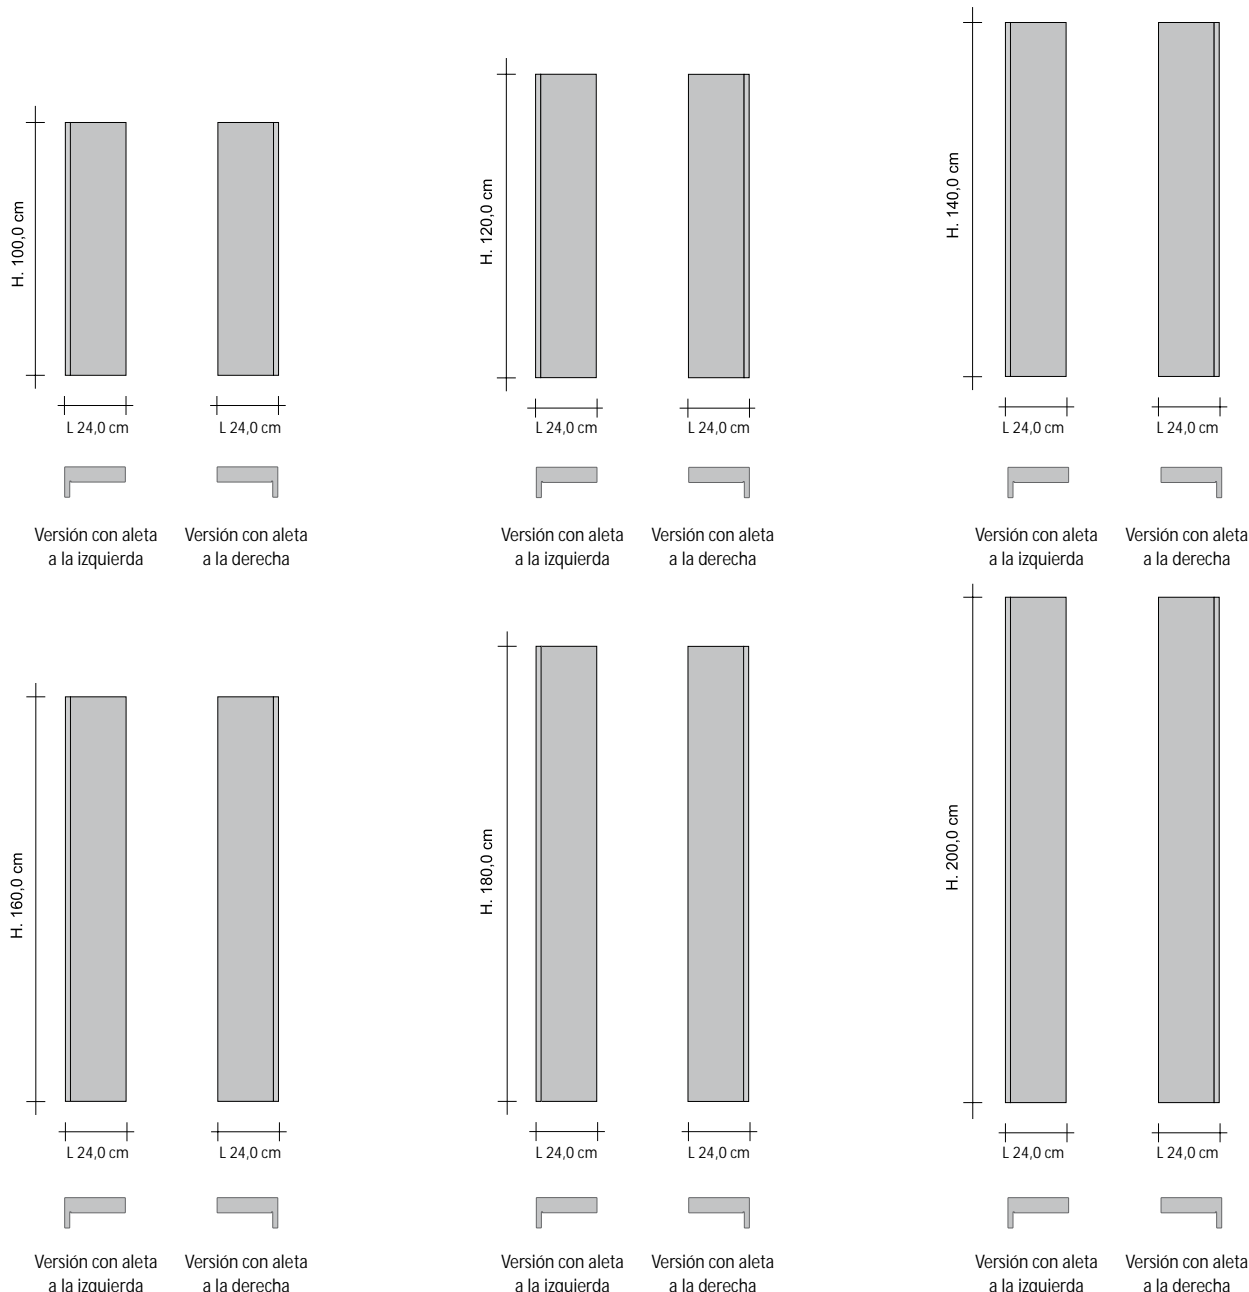 H. 100,0 cm
L 24,0 cm
L 24,0 cm
Versión con aleta
a la izquierda
Versión con aleta
a la derecha
H. 120,0 cm
L 24,0 cm
L 24,0 cm
Versión con aleta
a la izquierda
Versión con aleta
a la derecha
H. 140,0 cm
L 24,0 cm
L 24,0 cm
Versión con aleta
a la izquierda
Versión con aleta
a la derecha
H. 160,0 cm
L 24,0 cm
L 24,0 cm
Versión con aleta
a la izquierda
Versión con aleta
a la derecha
H. 180,0 cm
L 24,0 cm
L 24,0 cm
Versión con aleta
a la izquierda
Versión con aleta
a la derecha
H. 200,0 cm
L 24,0 cm
L 24,0 cm
Versión con aleta
a la izquierda
Versión con aleta
a la derecha